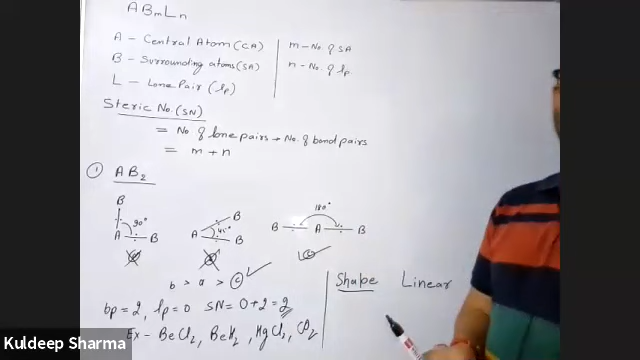 ABmLn
A - Central Atom (CA)
B - Surrounding atoms (SA)
L - Lone Pair (lp)
m - No. of SA
n - No. of lp.
Steric No. (SN)
= No. of lone pairs + No. of bond pairs
= m + n
① AB2
B
90°
A B
B
A 45°
B
180°
B A B
b > a > c
bp = 2, lp = 0 SN = 0 + 2 = 2
Ex - BeCl2, BeH2, HgCl2,
Shape Linear
Kuldeep Sharma